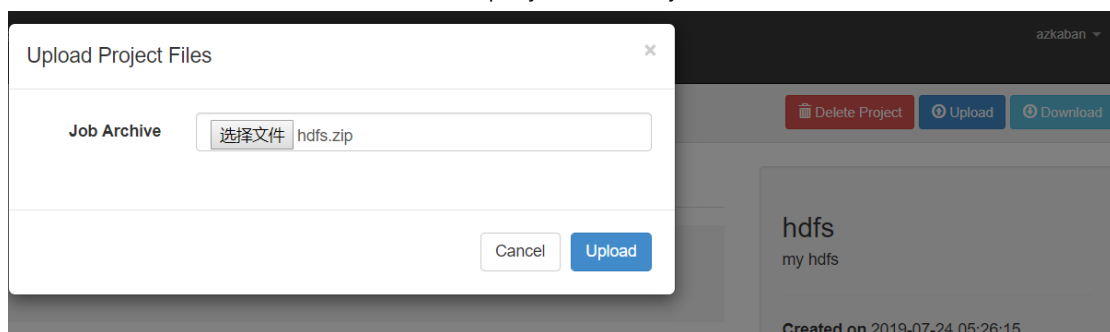 azkaban
Upload Project Files
×
Delete Project
Upload
Download
Job Archive
选择文件 hdfs.zip
Cancel
Upload
hdfs
my hdfs
Created on 2019-07-24 05:26:15